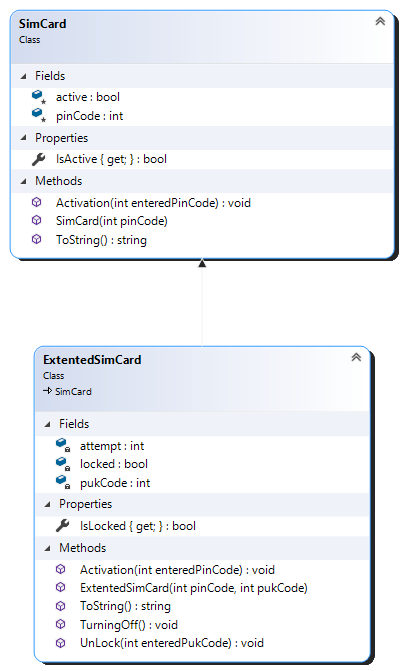 SimCard
Class
Fields
active : bool
pinCode : int
Properties
IsActive { get; } : bool
Methods
Activation(int enteredPinCode) : void
SimCard(int pinCode)
ToString() : string
ExtentedSimCard
Class
SimCard
Fields
attempt : int
locked : bool
pukCode : int
Properties
IsLocked { get; } : bool
Methods
Activation(int enteredPinCode) : void
ExtentedSimCard(int pinCode, int pukCode)
ToString() : string
TurningOff() : void
UnLock(int enteredPukCode) : void